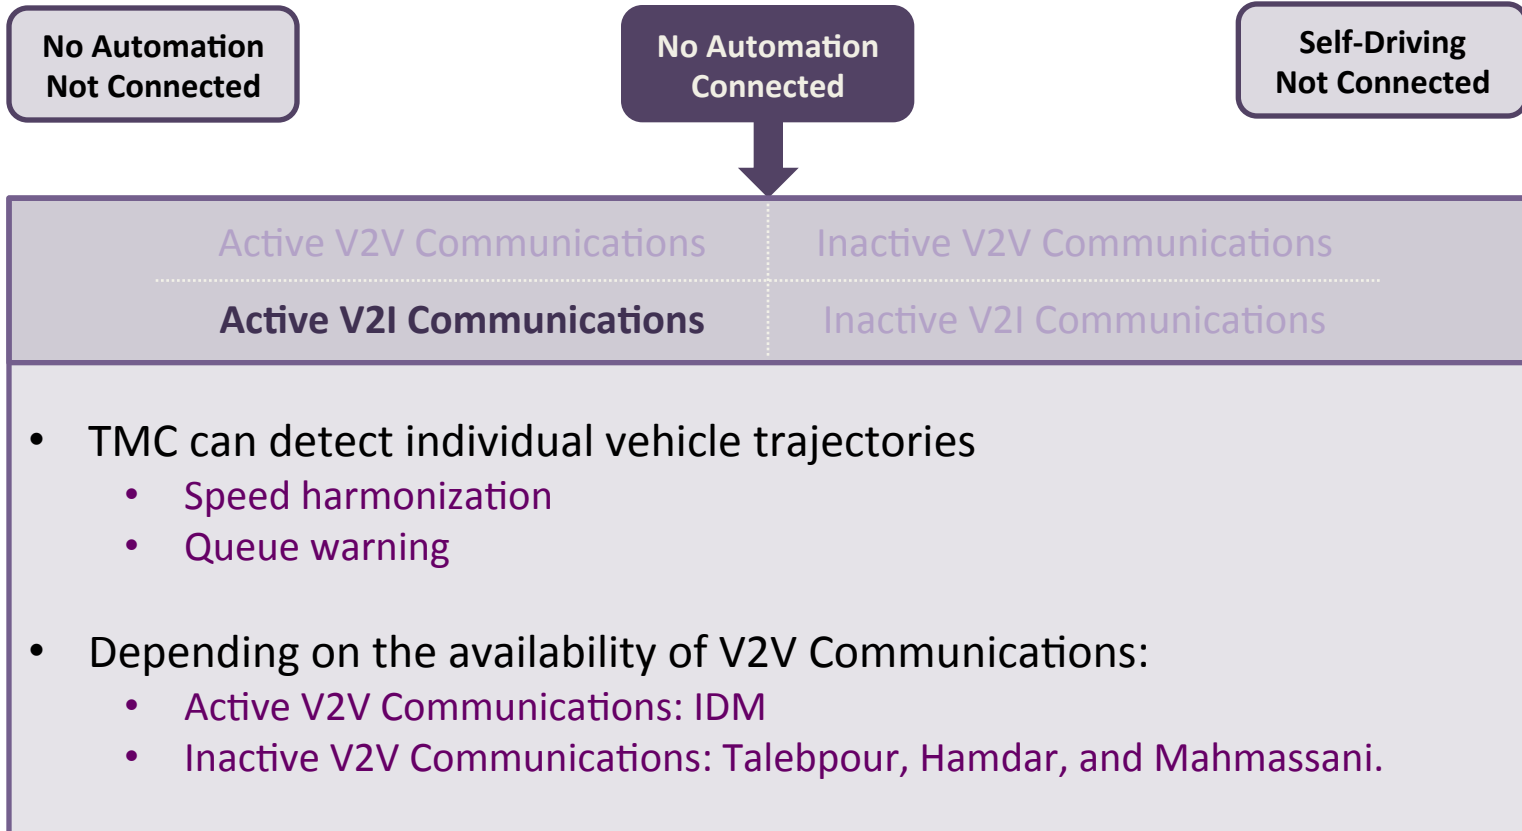 No Automation
Not Connected
No Automation
Connected
Self-Driving
Not Connected
Active V2V Communications
Inactive V2V Communications
Active V2I Communications
Inactive V2I Communications
• TMC can detect individual vehicle trajectories
• Speed harmonization
• Queue warning
• Depending on the availability of V2V Communications:
• Active V2V Communications: IDM
• Inactive V2V Communications: Talebpour, Hamdar, and Mahmassani.